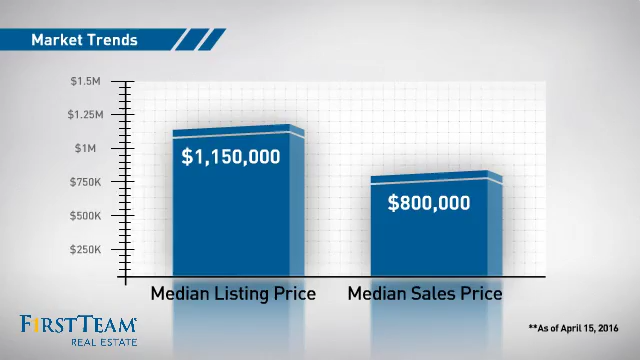 Market Trends
$1.5M
$1.25M
$1M
$750K
$500K
$250K
$1,150,000
$800,000
Median Listing Price
Median Sales Price
FIRSTTEAM®
REAL ESTATE
**As of April 15, 2016